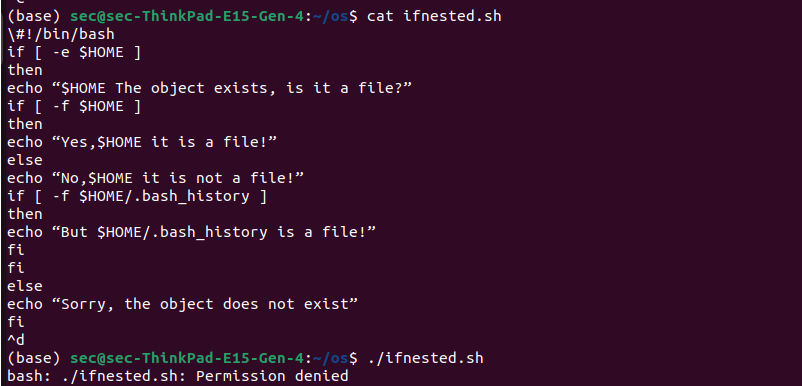 (base) sec@sec-ThinkPad-E15-Gen-4:~/os$ cat ifnested.sh
\#!/bin/bash
if [ -e $HOME ]
then
echo “$HOME The object exists, is it a file?”
if [ -f $HOME ]
then
echo “Yes,$HOME it is a file!”
else
echo “No,$HOME it is not a file!”
if [ -f $HOME/.bash_history ]
then
echo “But $HOME/.bash_history is a file!”
fi
fi
else
echo “Sorry, the object does not exist”
fi
^d
(base) sec@sec-ThinkPad-E15-Gen-4:~/os$ ./ifnested.sh
bash: ./ifnested.sh: Permission denied